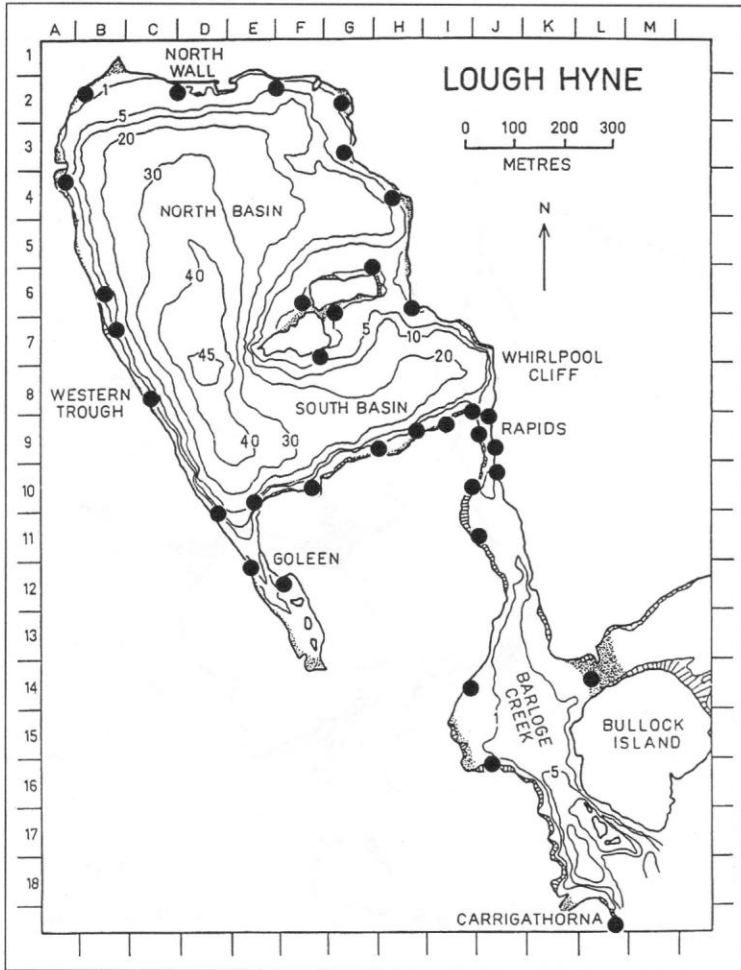 A B C D E F G H I J K L M
1
2
3
4
5
6
7
8
9
10
11
12
13
14
15
16
17
18
NORTH
WALL
LOUGH HYNE
0 100 200 300
METRES
N
1
5
20
30
NORTH BASIN
40
45
5
10
20
WHIRLPOOL
CLIFF
WESTERN
TROUGH
SOUTH BASIN
RAPIDS
40
30
GOLEEN
BARLOGE
CREEK
1
BULLOCK
ISLAND
5
CARRIGATHORNA